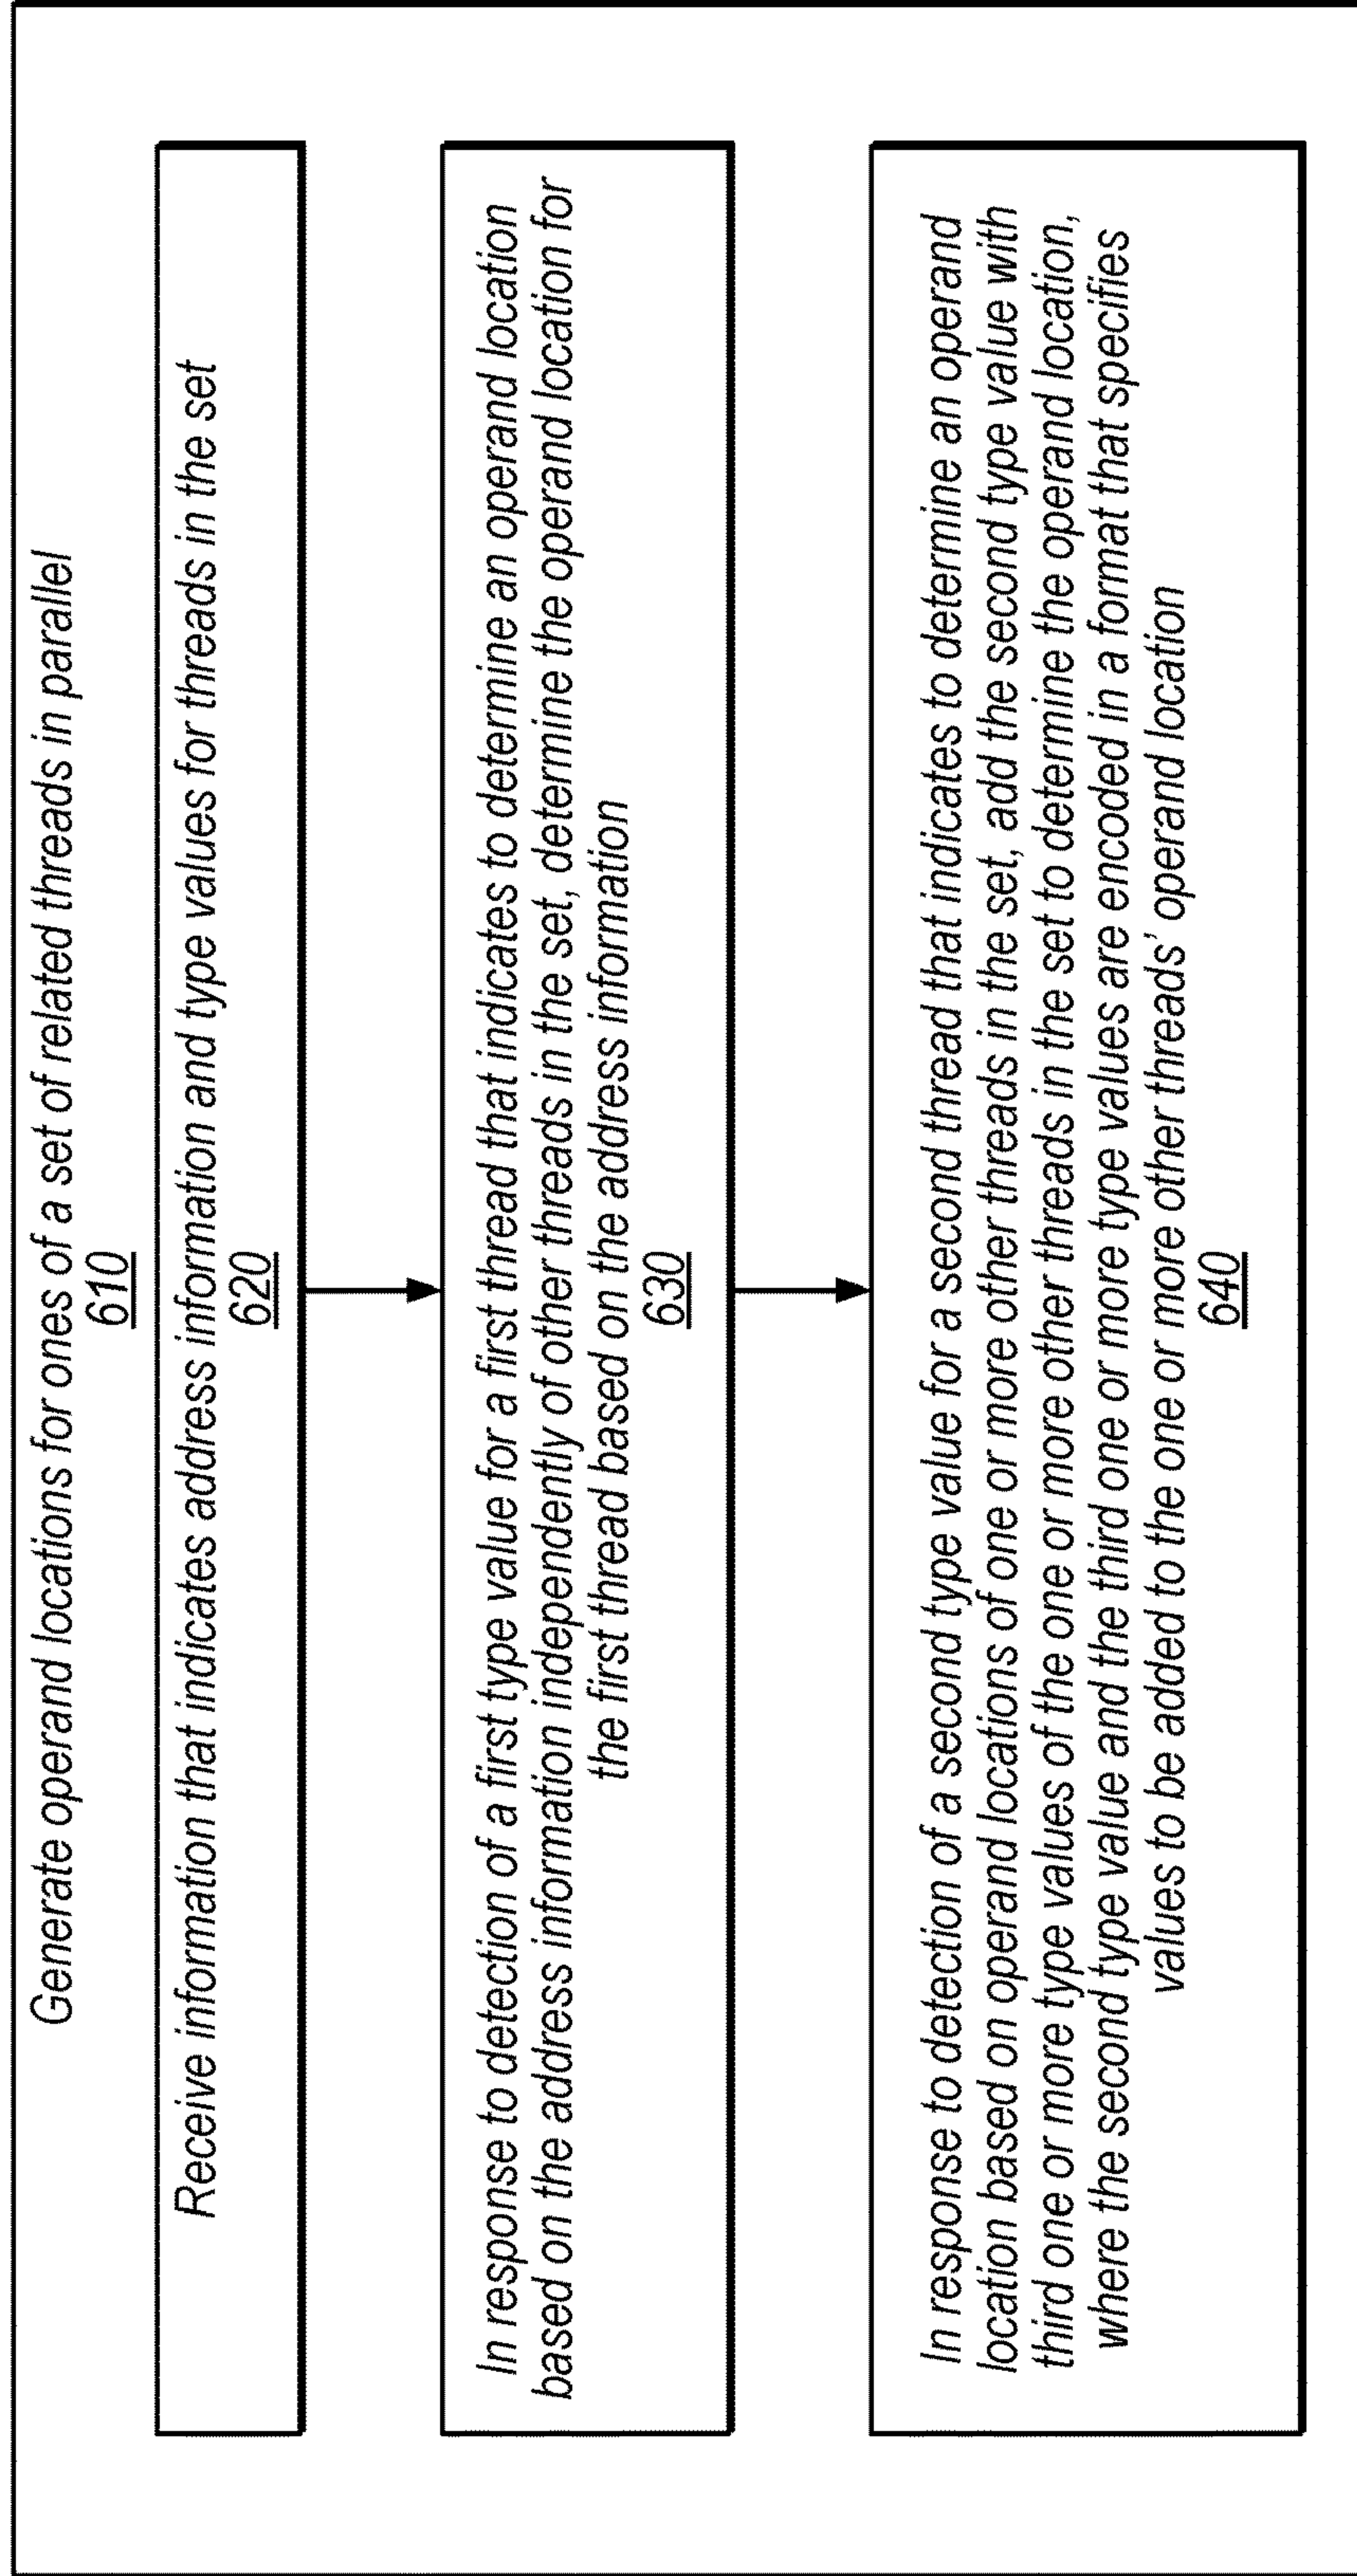 Generate operand locations for ones of a set of related threads in parallel
610
Receive information that indicates address information and type values for threads in the set
620
In response to detection of a first type value for a first thread that indicates to determine an operand location
based on the address information independently of other threads in the set, determine the operand location for
the first thread based on the address information
630
In response to detection of a second type value for a second thread that indicates to determine an operand
location based on operand locations of one or more other threads in the set, add the second type value with
third one or more type values of the one or more other threads in the set to determine the operand location,
where the second type value and the third one or more type values are encoded in a format that specifies
values to be added to the one or more other threads' operand location
640